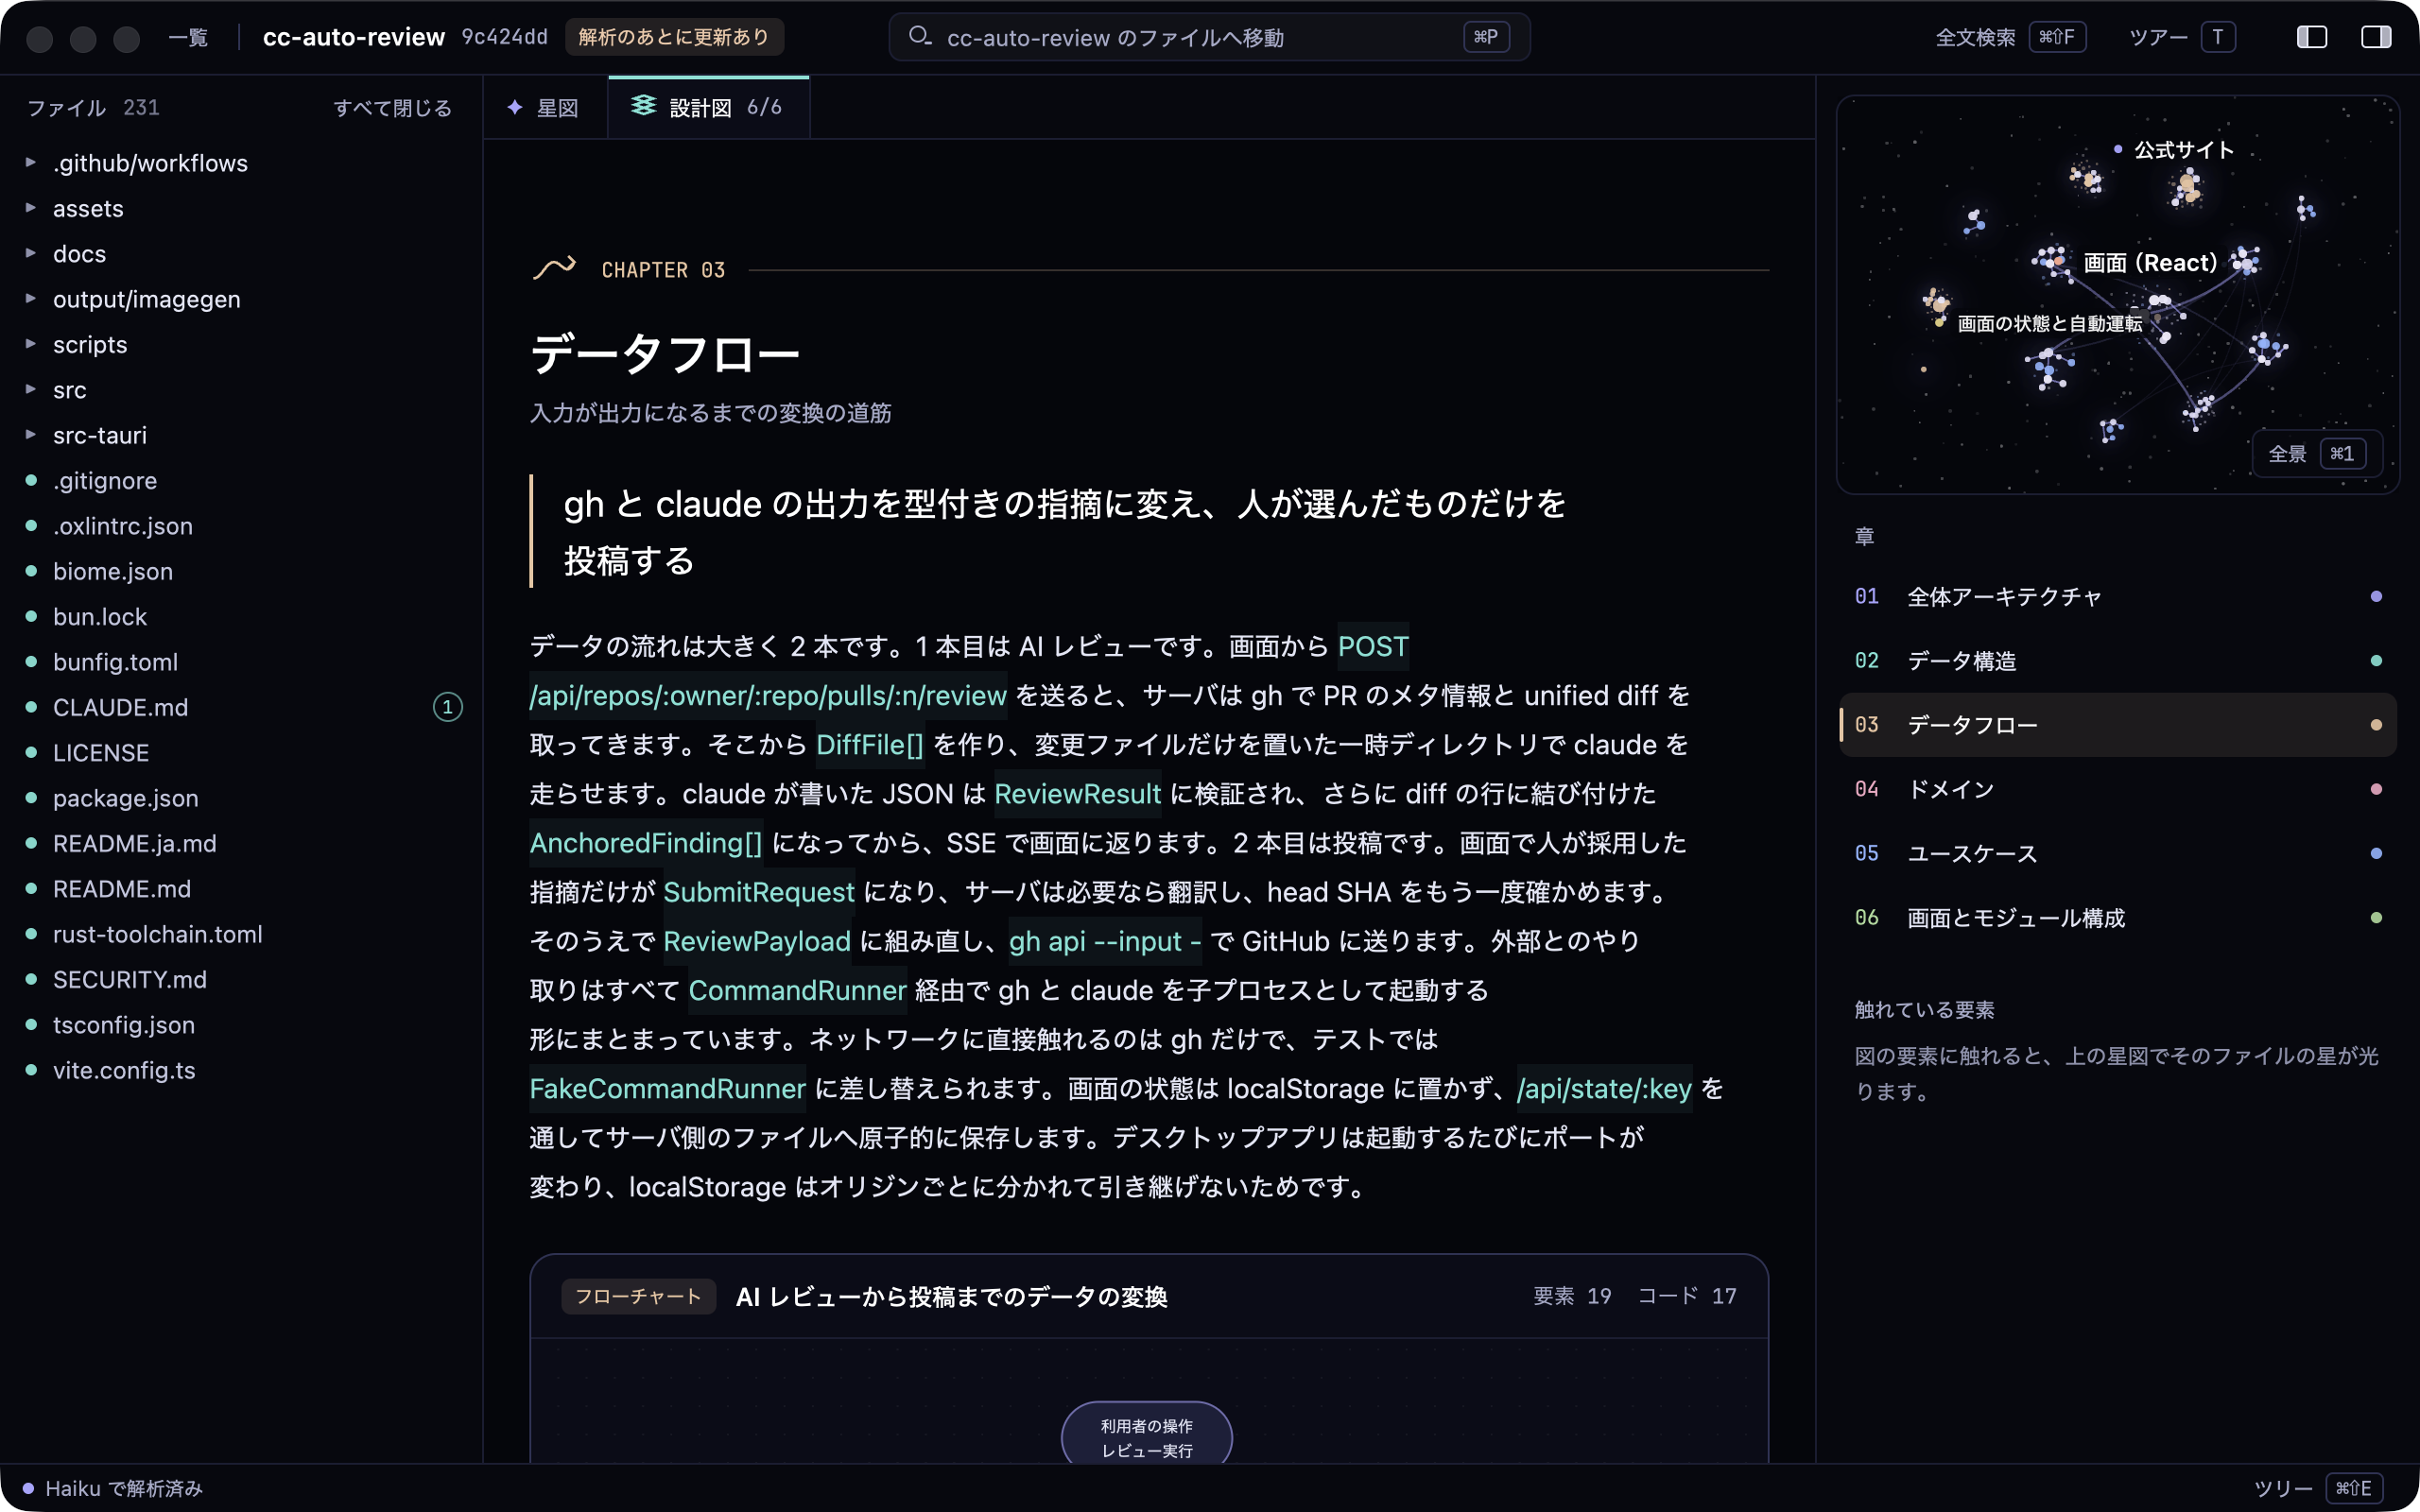 一覧
cc-auto-review 9c424dd 解析のあとに更新あり
cc-auto-review のファイルへ移動 ⌘P
全文検索 ⌘⇧F
ツアー T
ファイル 231 すべて閉じる
.github/workflows
assets
docs
output/imagegen
scripts
src
src-tauri
.gitignore
.oxlintrc.json
biome.json
bun.lock
bunfig.toml
CLAUDE.md 1
LICENSE
package.json
README.ja.md
README.md
rust-toolchain.toml
SECURITY.md
tsconfig.json
vite.config.ts
星図
設計図 6/6
CHAPTER 03
データフロー
入力が出力になるまでの変換の道筋
gh と claude の出力を型付きの指摘に変え、人が選んだものだけを
投稿する
データの流れは大きく 2 本です。1 本目は AI レビューです。画面から POST
/api/repos/:owner/:repo/pulls/:n/review を送ると、サーバは gh で PR のメタ情報と unified diff を
取ってきます。そこから DiffFile[] を作り、変更ファイルだけを置いた一時ディレクトリで claude を
走らせます。claude が書いた JSON は ReviewResult に検証され、さらに diff の行に結び付けた
AnchoredFinding[] になってから、SSE で画面に返ります。2 本目は投稿です。画面で人が採用した
指摘だけが SubmitRequest になり、サーバは必要なら翻訳し、head SHA をもう一度確かめます。
そのうえで ReviewPayload に組み直し、gh api --input - で GitHub に送ります。外部とのやり
取りはすべて CommandRunner 経由で gh と claude を子プロセスとして起動する
形にまとまっています。ネットワークに直接触れるのは gh だけで、テストでは
FakeCommandRunner に差し替えられます。画面の状態は localStorage に置かず、/api/state/:key を
通してサーバ側のファイルへ原子的に保存します。デスクトップアプリは起動するたびにポートが
変わり、localStorage はオリジンごとに分かれて引き継げないためです。
フローチャート AI レビューから投稿までのデータの変換 要素 19 コード 17
利用者の操作
レビュー実行
公式サイト
画面（React）
画面の状態と自動運転
全景 ⌘1
章
01 全体アーキテクチャ
02 データ構造
03 データフロー
04 ドメイン
05 ユースケース
06 画面とモジュール構成
触れている要素
図の要素に触れると、上の星図でそのファイルの星が光
ります。
Haiku で解析済み
ツリー ⌘⇧E